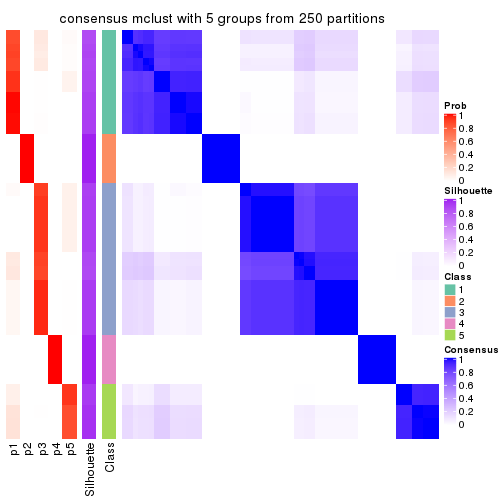 consensus mclust with 5 groups from 250 partitions
Prob
1
0.8
0.6
0.4
0.2
0
Silhouette
1
0.8
0.6
0.4
0.2
0
Class
1
2
3
4
5
Consensus
1
0.8
0.6
0.4
0.2
0
p1
p2
p3
p4
p5
Silhouette
Class